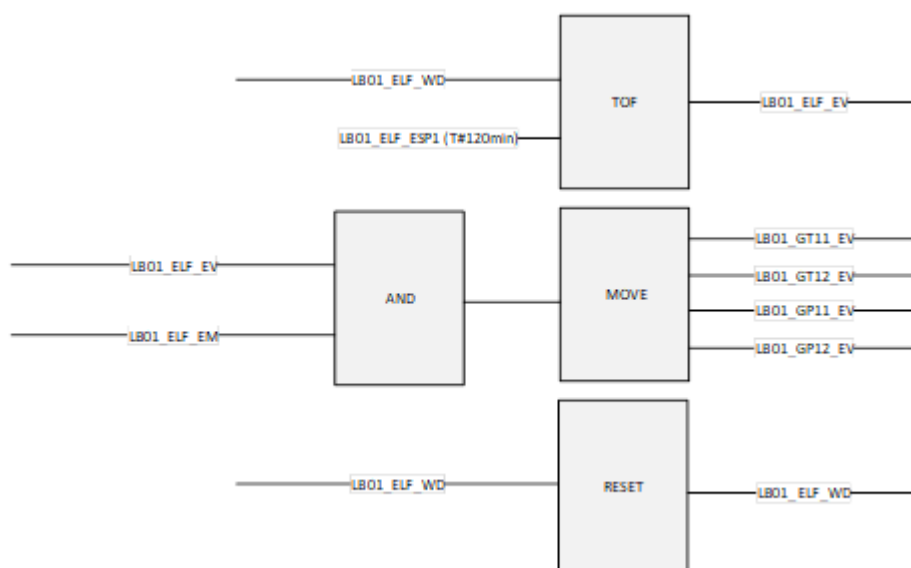 LB01_ELF_WD
TOF
LB01_ELF_EV
LB01_ELF_ESP1 (T#120min)
LB01_ELF_EV
LB01_ELF_EM
AND
MOVE
LB01_GT11_EV
LB01_GT12_EV
LB01_GP11_EV
LB01_GP12_EV
LB01_ELF_WD
RESET
LB01_ELF_WD